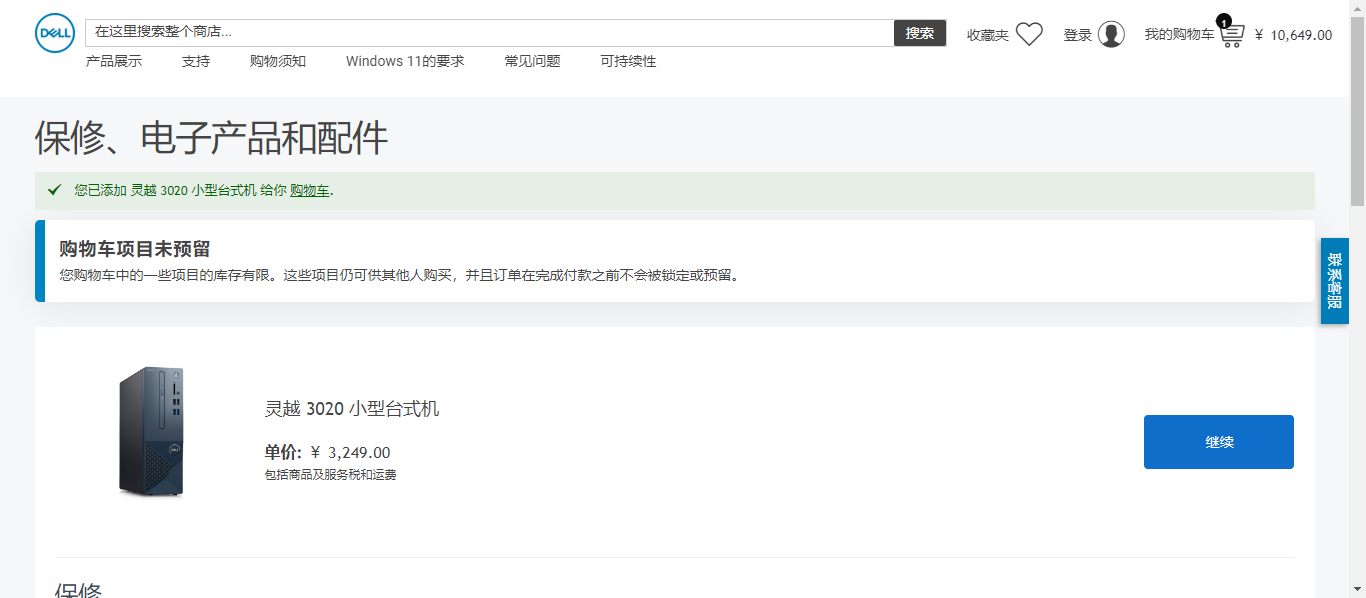 DELL
在这里搜索整个商店...
搜索
收藏夹
登录
我的购物车
1
¥ 10,649.00
产品展示
支持
购物须知
Windows 11的要求
常见问题
可持续性
保修、电子产品和配件
您已添加 灵越 3020 小型台式机 给你 购物车.
购物车项目未预留
您购物车中的一些项目的库存有限。这些项目仍可供其他人购买，并且订单在完成付款之前不会被锁定或预留。
联系客服
灵越 3020 小型台式机
单价: ¥ 3,249.00
包括商品及服务税和运费
继续
保修